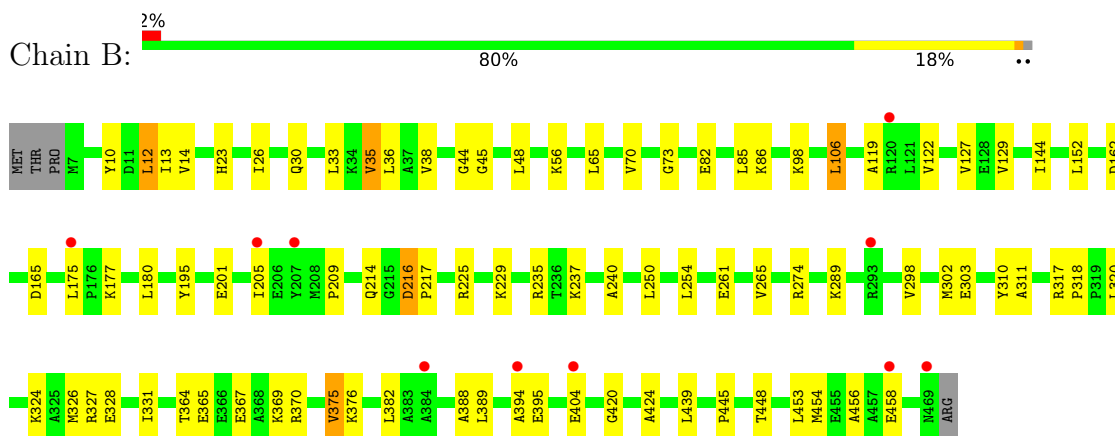 2%
Chain B:
80% 18% ••
MET THR PRO M7 Y10 D11 L12 I13 V14 H23 I26 Q30 L33 K34 V35 L36 A37 V38 G44 G45 L48 K56 L65 V70 G73 E82 L85 K86 K98 L106 A119 R120 L121 V122 V127 E128 V129 I144 L152 D162
D165 L175 P176 K177 L180 Y195 E201 I205 E206 Y207 M208 P209 Q214 G215 D216 P217 R225 K229 R235 T236 K237 A240 L250 L254 E261 V265 R274 K289 R293 V298 M302 E303 Y310 A311 R317 P318 P319 L320
K324 A325 M326 R327 E328 I331 T364 E365 E366 E367 A368 K369 R370 V375 K376 L382 A383 A384 A388 L389 A394 E395 E404 G420 A424 L439 P445 T448 L453 M454 E455 A456 A457 E458 N469 ARG